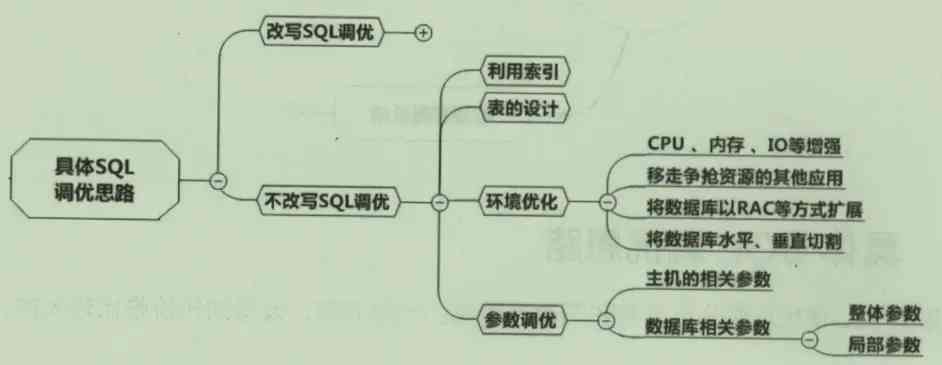 具体SQL
调优思路
改写SQL调优
不改写SQL调优
利用索引
表的设计
环境优化
CPU 、内存 、IO等增强
移走争抢资源的其他应用
将数据库以RAC等方式扩展
将数据库水平、垂直切割
参数调优
主机的相关参数
数据库相关参数
整体参数
局部参数